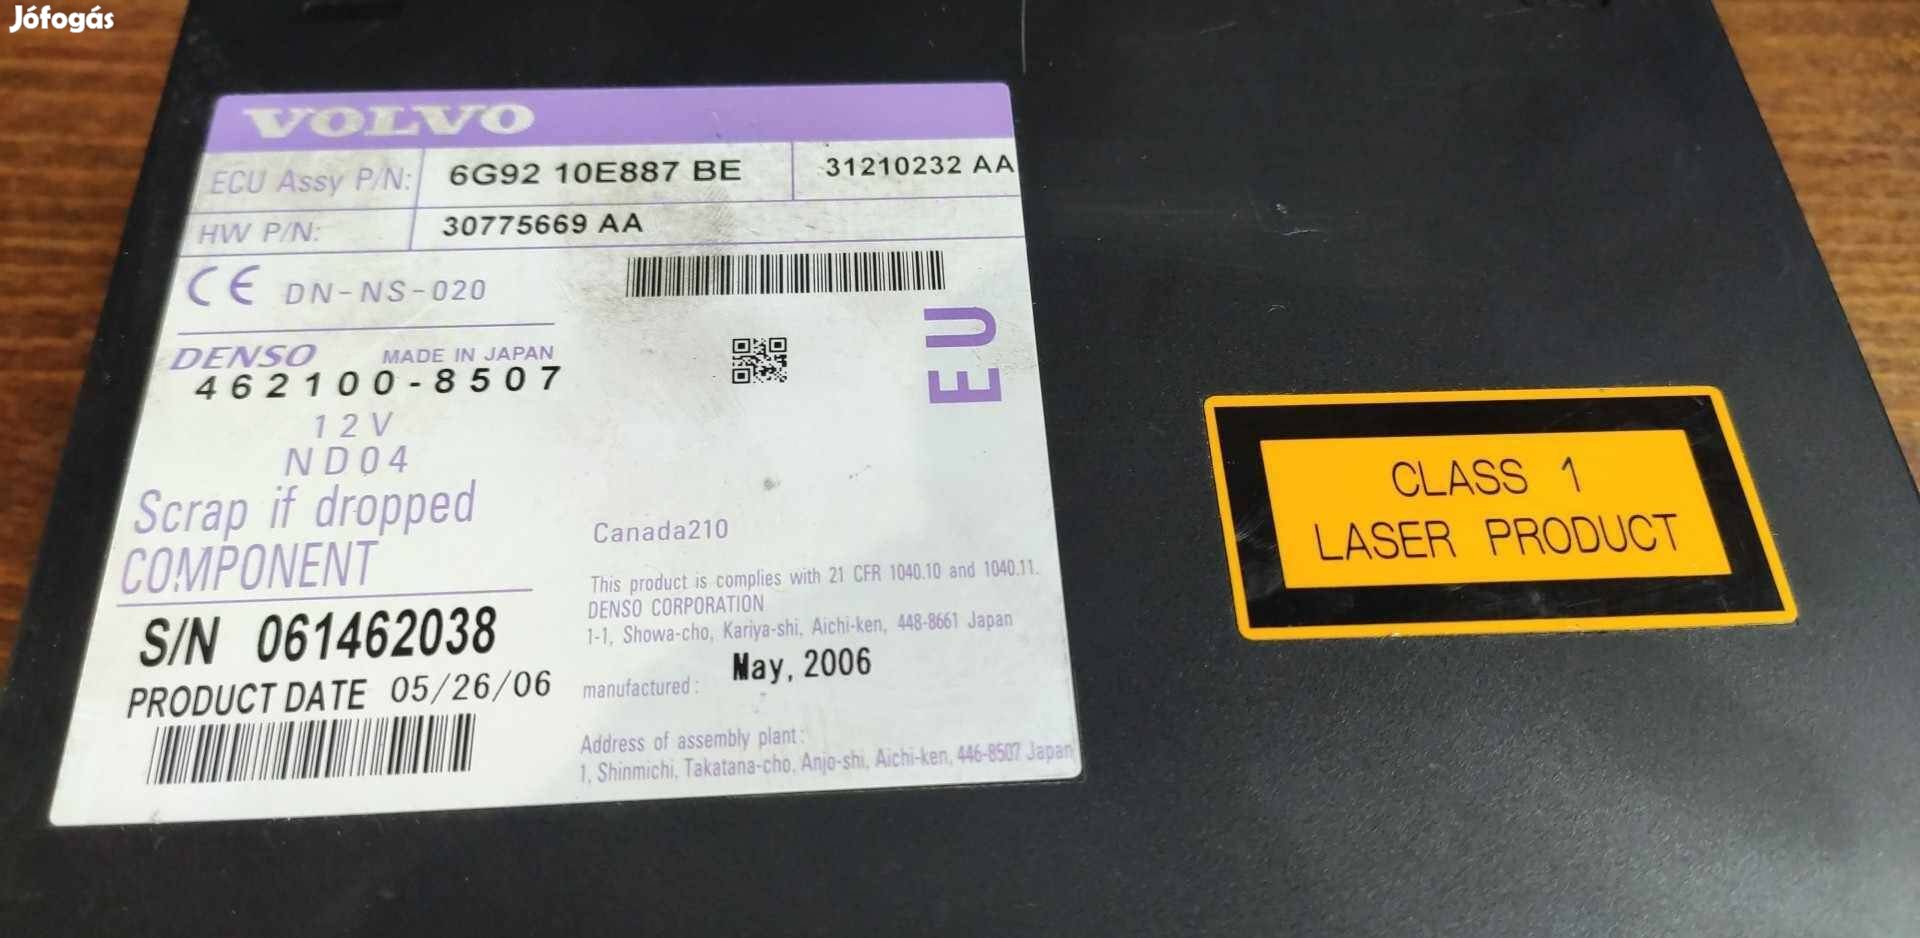 Jófogás
VOLVO
ECU Assy P/N: 6G92 10E887 BE 31210232 AA
HW P/N: 30775669 AA
CE DN-NS-020
EU
DENSO MADE IN JAPAN
462100-8507
12V
ND04
Scrap if dropped
COMPONENT
S/N 061462038
PRODUCT DATE 05/26/06
Canada210
This product is complies with 21 CFR 1040.10 and 1040.11.
DENSO CORPORATION
1-1, Showa-cho, Kariya-shi, Aichi-ken, 448-8661 Japan
manufactured: May, 2006
Address of assembly plant:
1, Shinmichi, Takatana-cho, Anjo-shi, Aichi-ken, 446-8507 Japan
CLASS 1
LASER PRODUCT